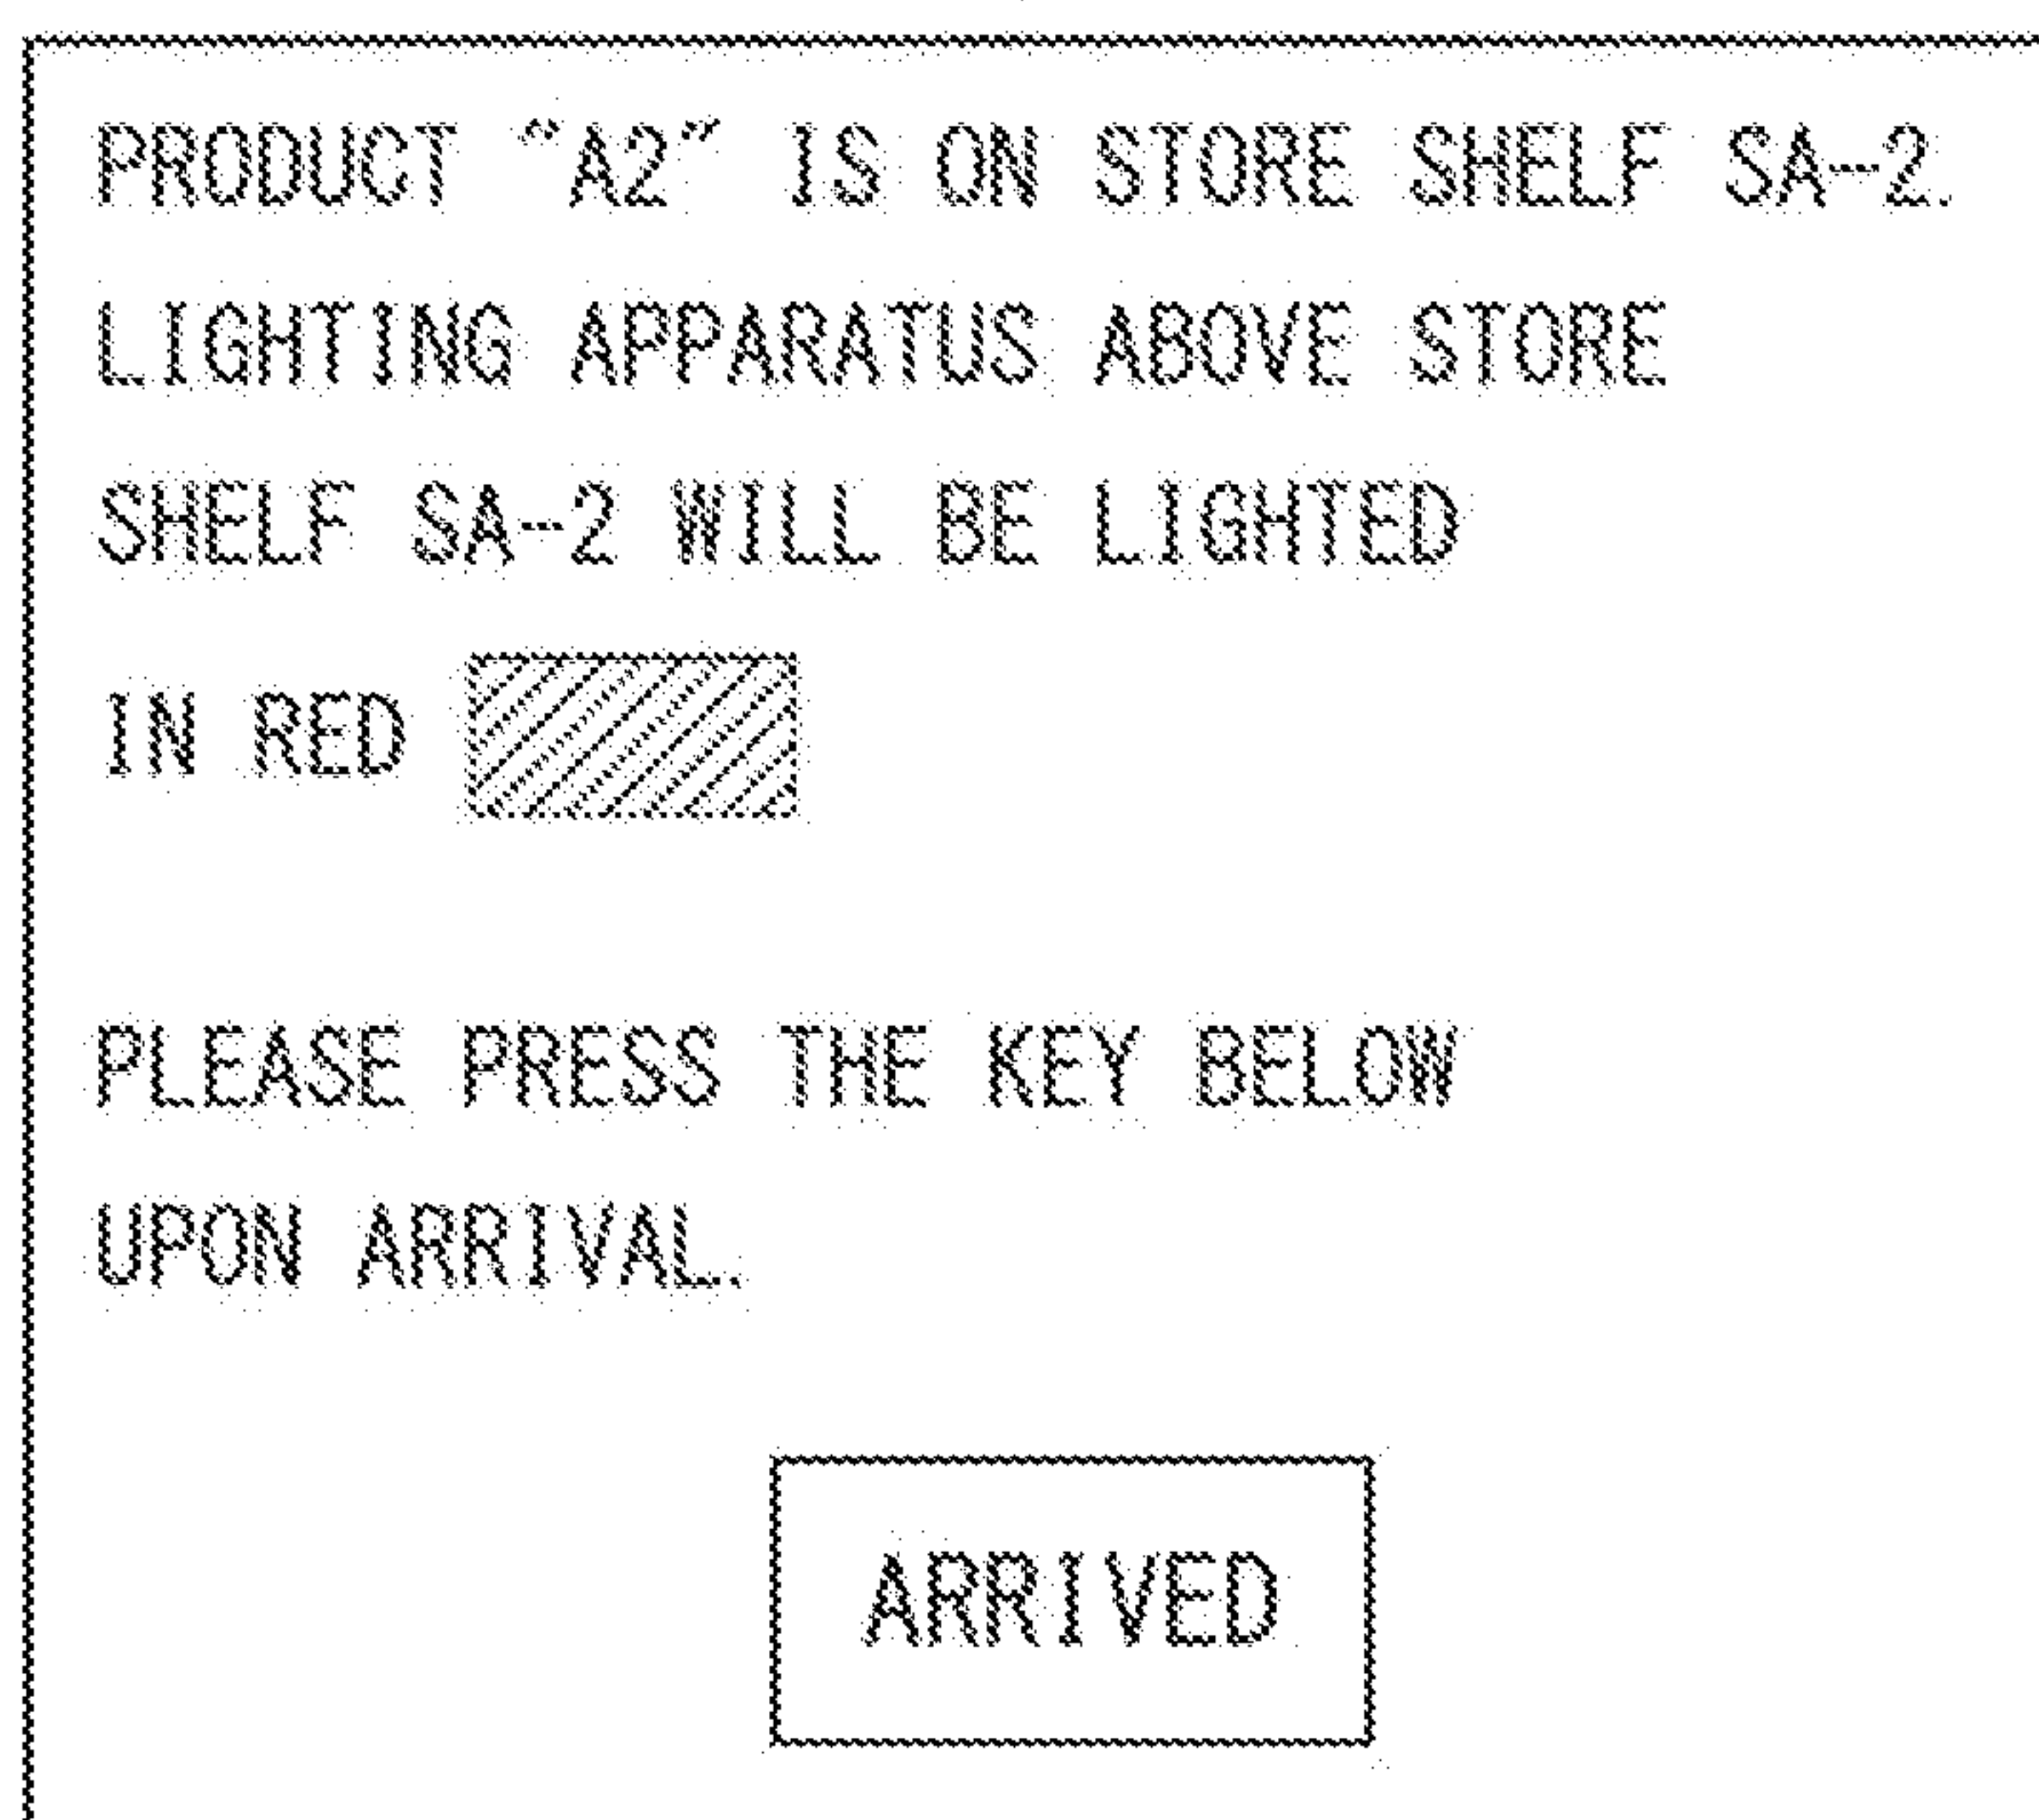 PRODUCT “A2” IS ON STORE SHELF SA-2.
LIGHTING APPARATUS ABOVE STORE
SHELF SA-2 WILL BE LIGHTED
IN RED
PLEASE PRESS THE KEY BELOW
UPON ARRIVAL.
ARRIVED